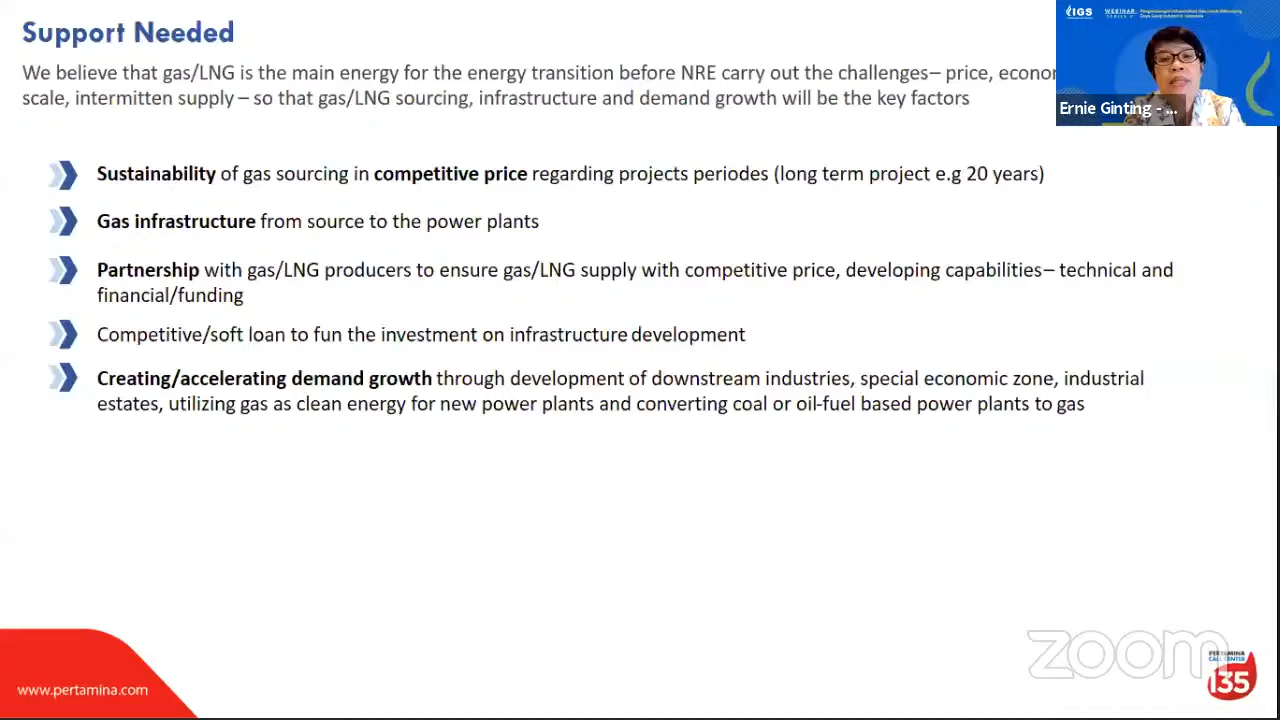 Support Needed
We believe that gas/LNG is the main energy for the energy transition before NRE carry out the challenges– price, econor
scale, intermitten supply – so that gas/LNG sourcing, infrastructure and demand growth will be the key factors
IGS
WEBINAR
Ernie Ginting - ...
Sustainability of gas sourcing in competitive price regarding projects periodes (long term project e.g 20 years)
Gas infrastructure from source to the power plants
Partnership with gas/LNG producers to ensure gas/LNG supply with competitive price, developing capabilities– technical and
financial/funding
Competitive/soft loan to fun the investment on infrastructure development
Creating/accelerating demand growth through development of downstream industries, special economic zone, industrial
estates, utilizing gas as clean energy for new power plants and converting coal or oil-fuel based power plants to gas
www.pertamina.com
zoom
PERTAMINA
CALL CENTER
135